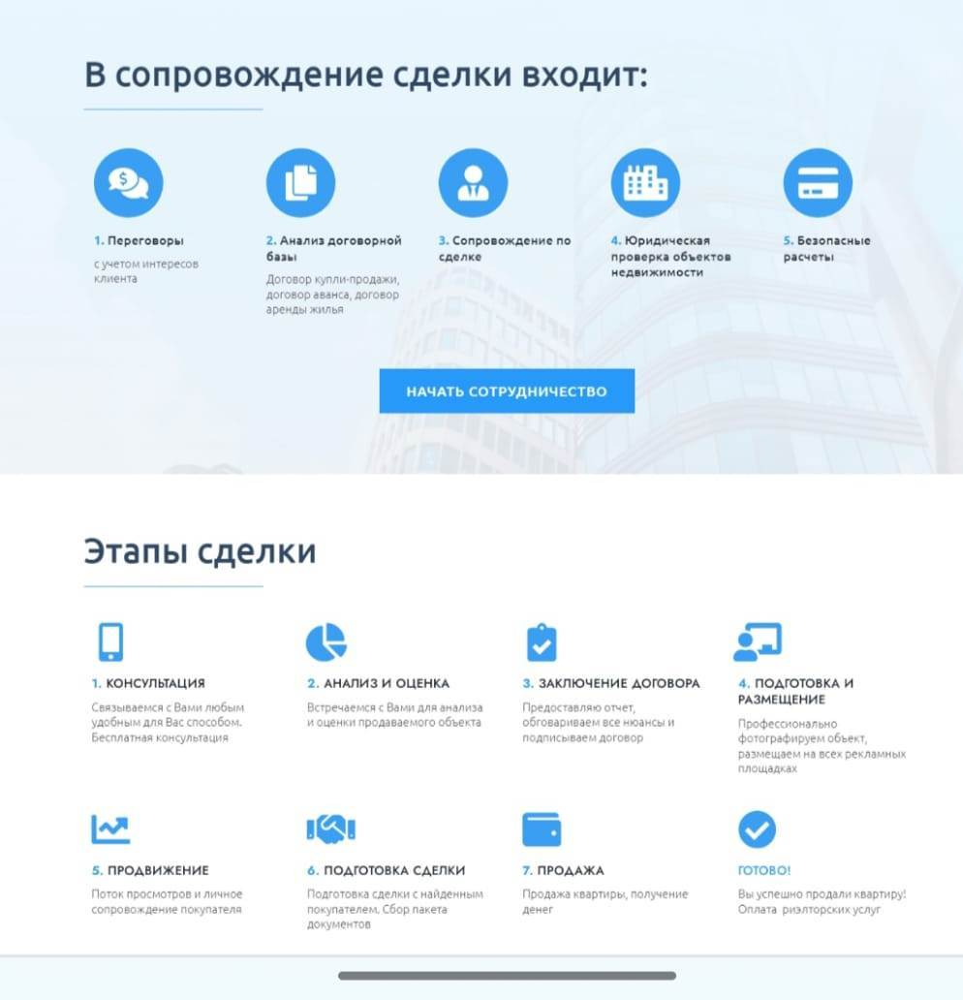 В сопровождение сделки входит:
1. Переговоры
с учетом интересов
клиента
2. Анализ договорной
базы
Договор купли-продажи,
договор аванса, договор
аренды жилья
3. Сопровождение по
сделке
4. Юридическая
проверка объектов
недвижимости
5. Безопасные
расчеты
НАЧАТЬ СОТРУДНИЧЕСТВО
Этапы сделки
1. КОНСУЛЬТАЦИЯ
Связываемся с Вами любым
удобным для Вас способом.
Бесплатная консультация
2. АНАЛИЗ И ОЦЕНКА
Встречаемся с Вами для анализа
и оценки продаваемого объекта
3. ЗАКЛЮЧЕНИЕ ДОГОВОРА
Предоставляю отчет,
обговариваем все нюансы и
подписываем договор
4. ПОДГОТОВКА И
РАЗМЕЩЕНИЕ
Профессионально
фотографируем объект,
размещаем на всех рекламных
площадках
5. ПРОДВИЖЕНИЕ
Поток просмотров и личное
сопровождение покупателя
6. ПОДГОТОВКА СДЕЛКИ
Подготовка сделки с найденным
покупателем. Сбор пакета
документов
7. ПРОДАЖА
Продажа квартиры, получение
денег
ГОТОВО!
Вы успешно продали квартиру!
Оплата риэлторских услуг